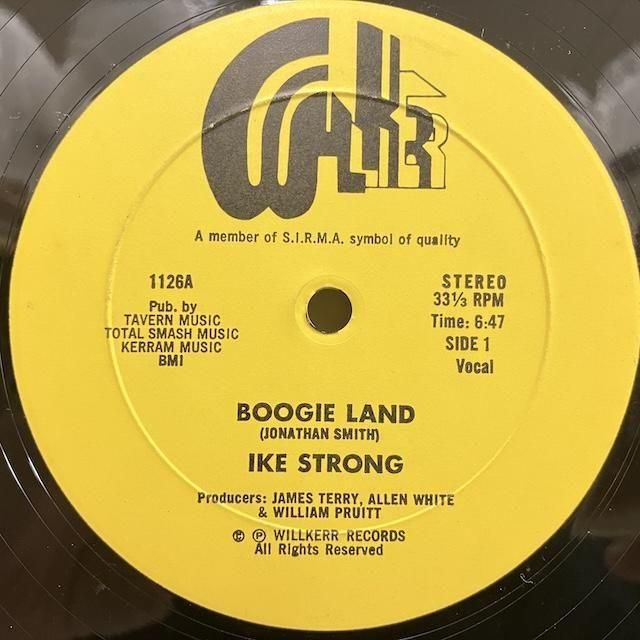 WILLKERR
A member of S.I.R.M.A. symbol of quality
1126A
Pub. by
TAVERN MUSIC
TOTAL SMASH MUSIC
KERRAM MUSIC
BMI
STEREO
33⅓ RPM
Time: 6:47
SIDE 1
Vocal
BOOGIE LAND
(JONATHAN SMITH)
IKE STRONG
Producers: JAMES TERRY, ALLEN WHITE
& WILLIAM PRUITT
© ℗ WILLKERR RECORDS
All Rights Reserved